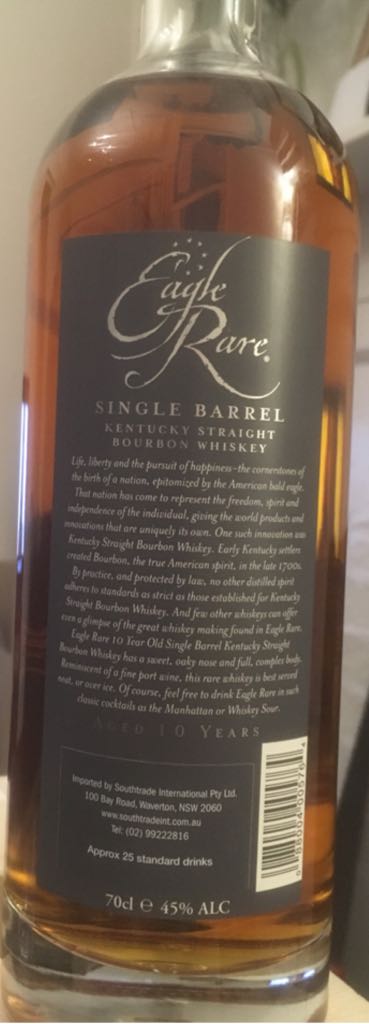 Eagle
Rare®
SINGLE BARREL
KENTUCKY STRAIGHT
BOURBON WHISKEY
Life, liberty and the pursuit of happiness–the cornerstones of
the birth of a nation, epitomized by the American bald eagle.
That nation has come to represent the freedom, spirit and
independence of the individual, giving the world products and
innovations that are uniquely its own. One such innovation was
Kentucky Straight Bourbon Whiskey. Early Kentucky settlers
created Bourbon, the true American spirit, in the late 1700s.
By practice, and protected by law, no other distilled spirit
adheres to standards as strict as those established for Kentucky
Straight Bourbon Whiskey. And few other whiskeys can offer
even a glimpse of the great whiskey making found in Eagle Rare.
Eagle Rare 10 Year Old Single Barrel Kentucky Straight
Bourbon Whiskey has a sweet, oaky nose and full, complex body.
Reminiscent of a fine port wine, this rare whiskey is best served
neat, or over ice. Of course, feel free to drink Eagle Rare in such
classic cocktails as the Manhattan or Whiskey Sour.
AGED 10 YEARS
Imported by Southtrade International Pty Ltd.
100 Bay Road, Waverton, NSW 2060
www.southtradeint.com.au
Tel: (02) 99222816
Approx 25 standard drinks
70cl ℮ 45% ALC